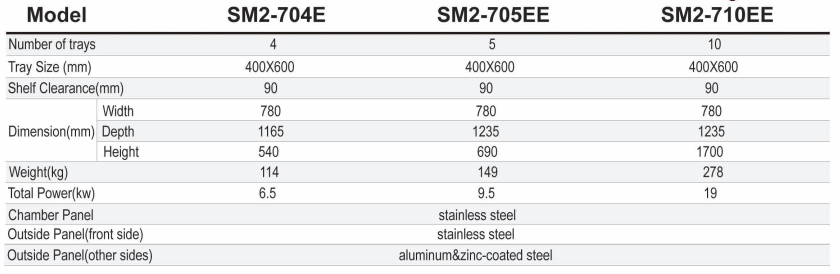 Model SM2-704E SM2-705EE SM2-710EE
Number of trays 4 5 10
Tray Size (mm) 400X600 400X600 400X600
Shelf Clearance(mm) 90 90 90
Width 780 780 780
Dimension(mm) Depth 1165 1235 1235
Height 540 690 1700
Weight(kg) 114 149 278
Total Power(kw) 6.5 9.5 19
Chamber Panel stainless steel
Outside Panel(front side) stainless steel
Outside Panel(other sides) aluminum&zinc-coated steel